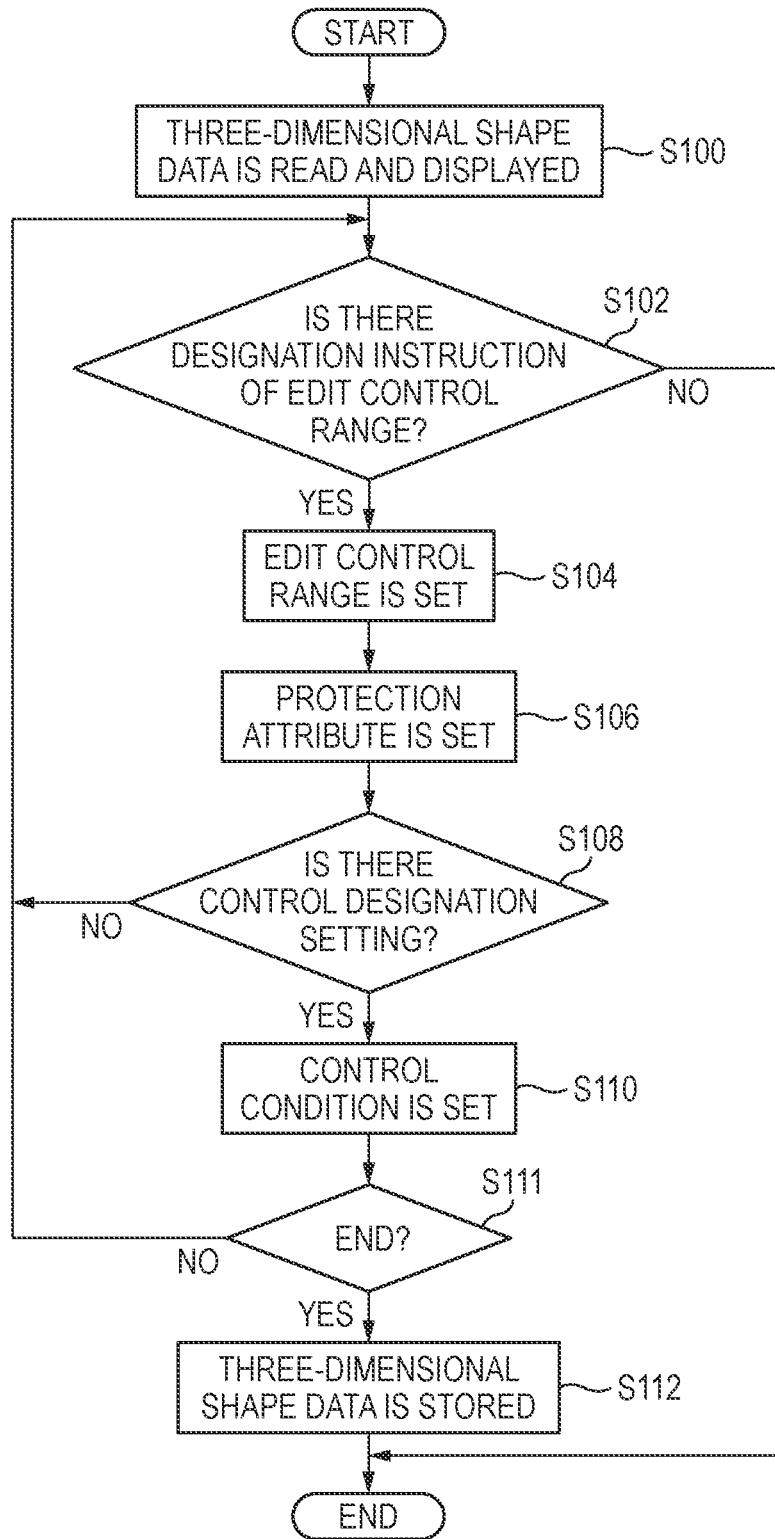 START
THREE-DIMENSIONAL SHAPE
DATA IS READ AND DISPLAYED
S100
S102
IS THERE
DESIGNATION INSTRUCTION
OF EDIT CONTROL
RANGE?
NO
YES
EDIT CONTROL
RANGE IS SET
S104
PROTECTION
ATTRIBUTE IS SET
S106
S108
IS THERE
CONTROL DESIGNATION
SETTING?
NO
YES
CONTROL
CONDITION IS SET
S110
S111
END?
NO
YES
THREE-DIMENSIONAL
SHAPE DATA IS STORED
S112
END